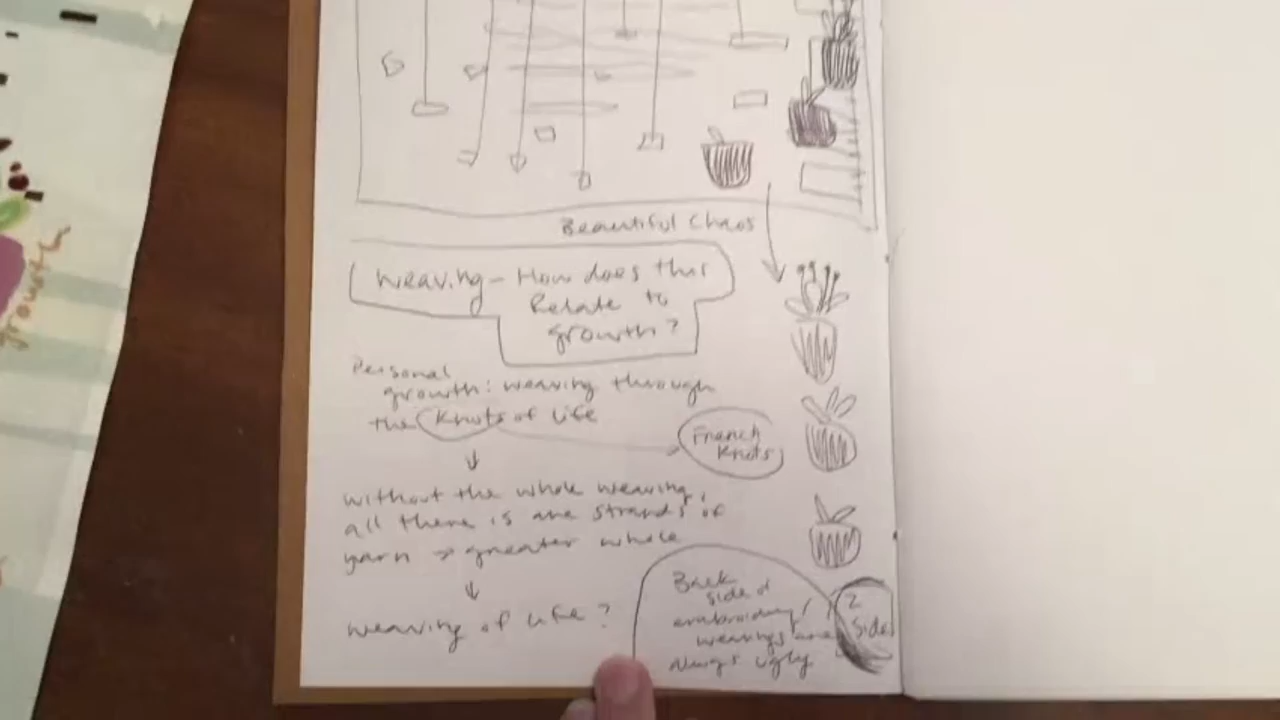 Beautiful Chaos
Weaving – How does this
Relate to
growth?
Personal
growth: weaving through
the Knots of life
French
Knots
without the whole weaving,
all there is are strands of
yarn → greater whole
weaving of life?
Back
side of
embroidery/
weavings are
always ugly
2
Sides
growth